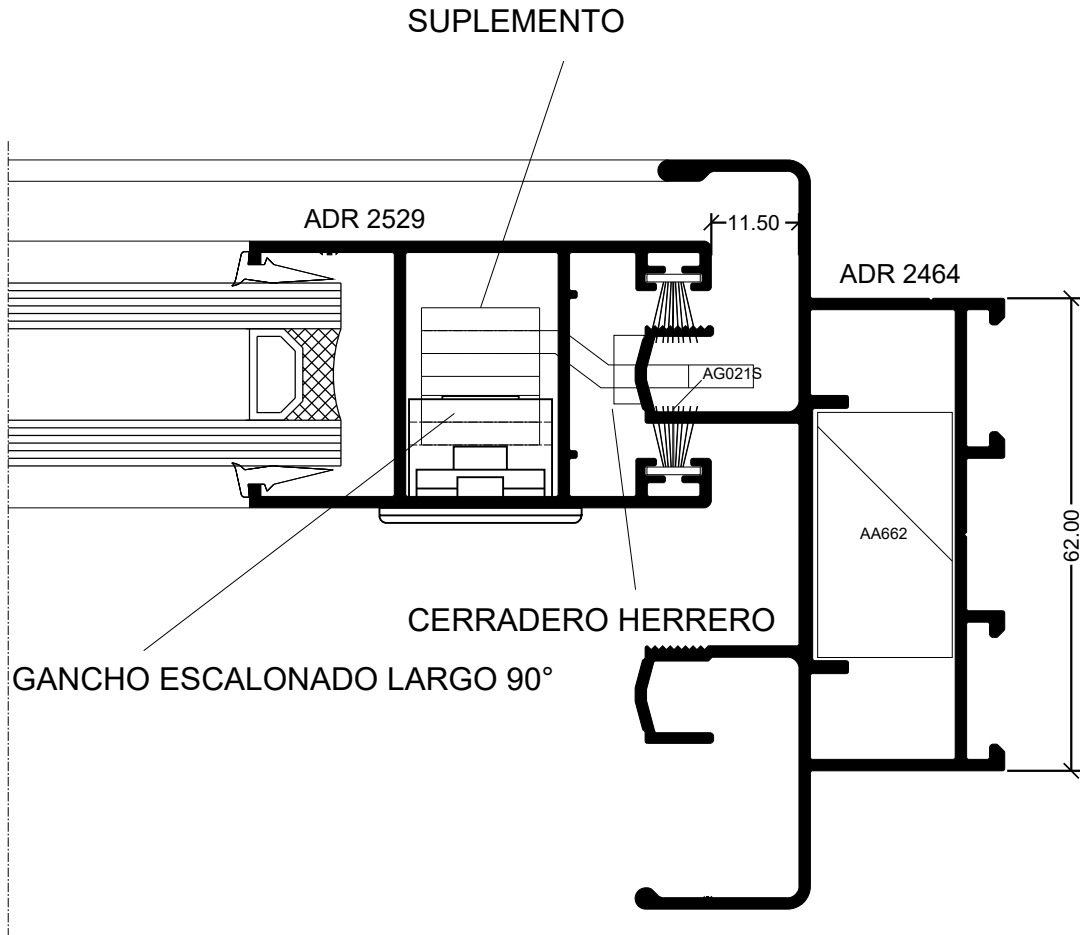 SUPLEMENTO
ADR 2529
11.50
ADR 2464
AG021S
AA662
62.00
CERRADERO HERRERO
GANCHO ESCALONADO LARGO 90°